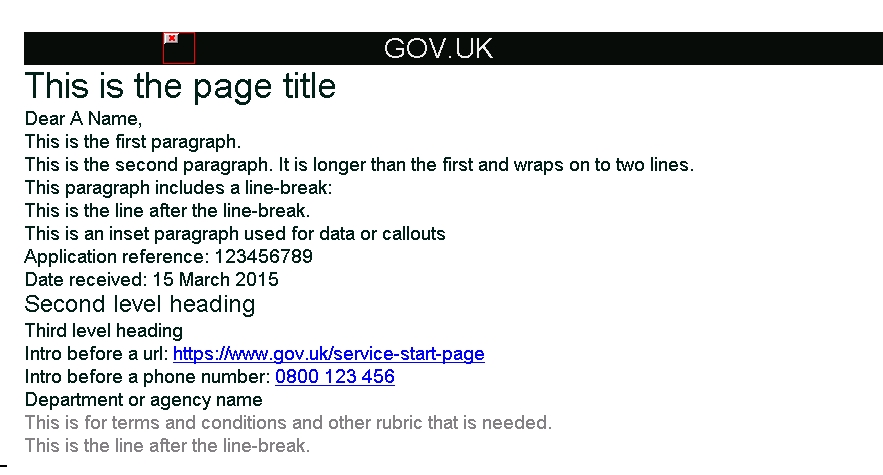 GOV.UK
This is the page title
Dear A Name,
This is the first paragraph.
This is the second paragraph. It is longer than the first and wraps on to two lines.
This paragraph includes a line-break:
This is the line after the line-break.
This is an inset paragraph used for data or callouts
Application reference: 123456789
Date received: 15 March 2015
Second level heading
Third level heading
Intro before a url: https://www.gov.uk/service-start-page
Intro before a phone number: 0800 123 456
Department or agency name
This is for terms and conditions and other rubric that is needed.
This is the line after the line-break.